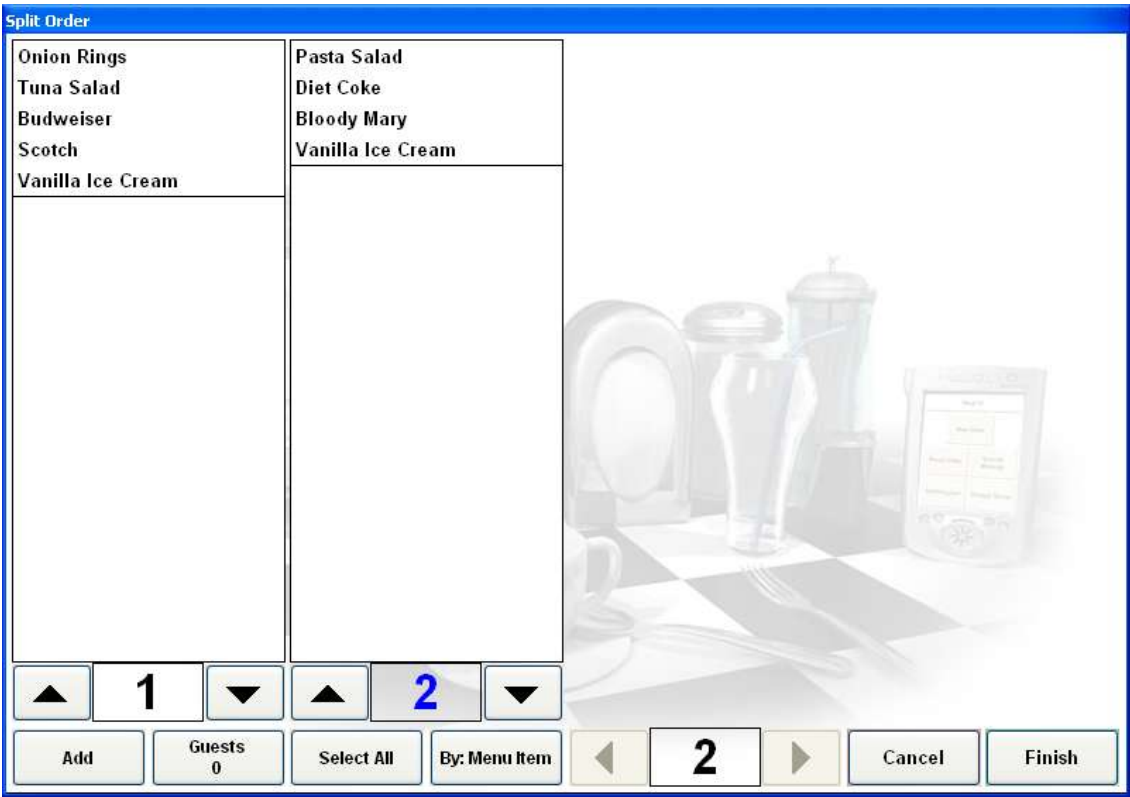 Split Order
Onion Rings
Tuna Salad
Budweiser
Scotch
Vanilla Ice Cream
Pasta Salad
Diet Coke
Bloody Mary
Vanilla Ice Cream
1
2
Add
Guests
0
Select All
By: Menu Item
2
Cancel
Finish